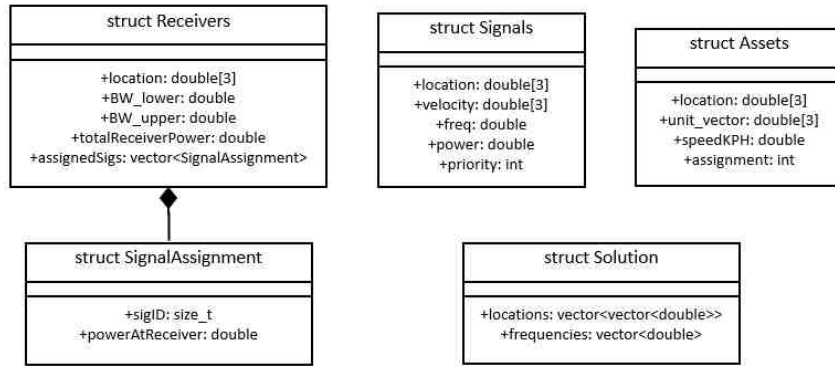 struct Receivers
+location: double[3]
+BW_lower: double
+BW_upper: double
+totalReceiverPower: double
+assignedSigs: vector<SignalAssignment>
struct Signals
+location: double[3]
+velocity: double[3]
+freq: double
+power: double
+priority: int
struct Assets
+location: double[3]
+unit_vector: double[3]
+speedKPH: double
+assignment: int
struct SignalAssignment
+sigID: size_t
+powerAtReceiver: double
struct Solution
+locations: vector<vector<double>>
+frequencies: vector<double>